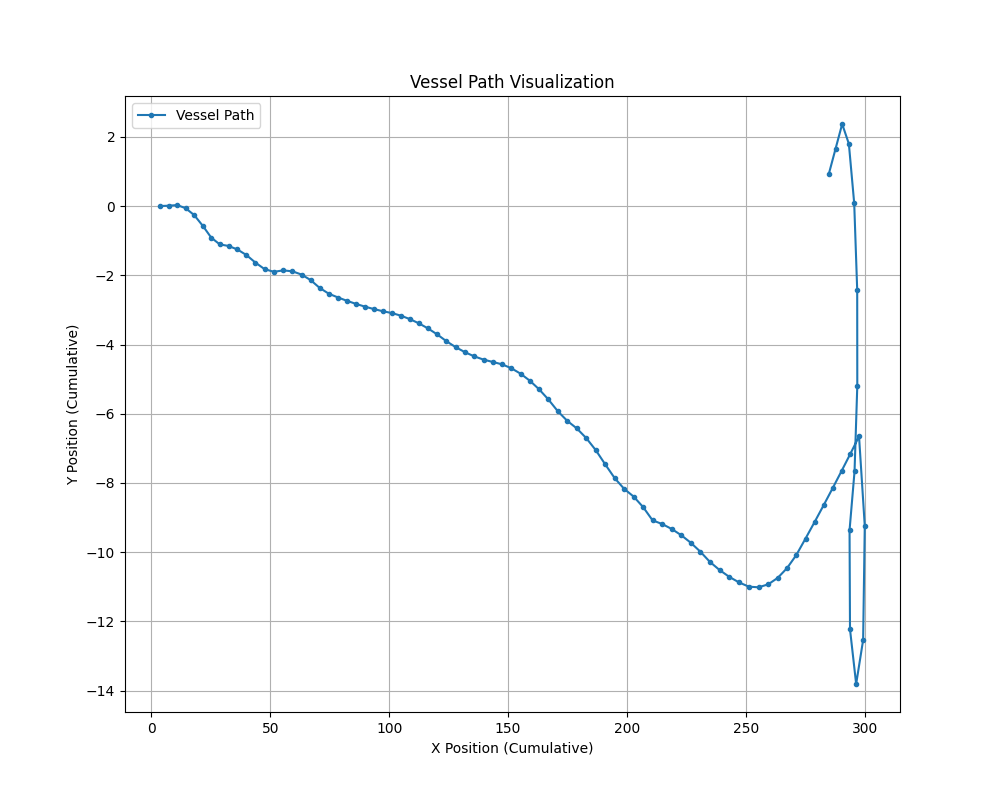 Vessel Path Visualization
Vessel Path
2
0
−2
−4
−6
−8
−10
−12
−14
Y Position (Cumulative)
0 50 100 150 200 250 300
X Position (Cumulative)